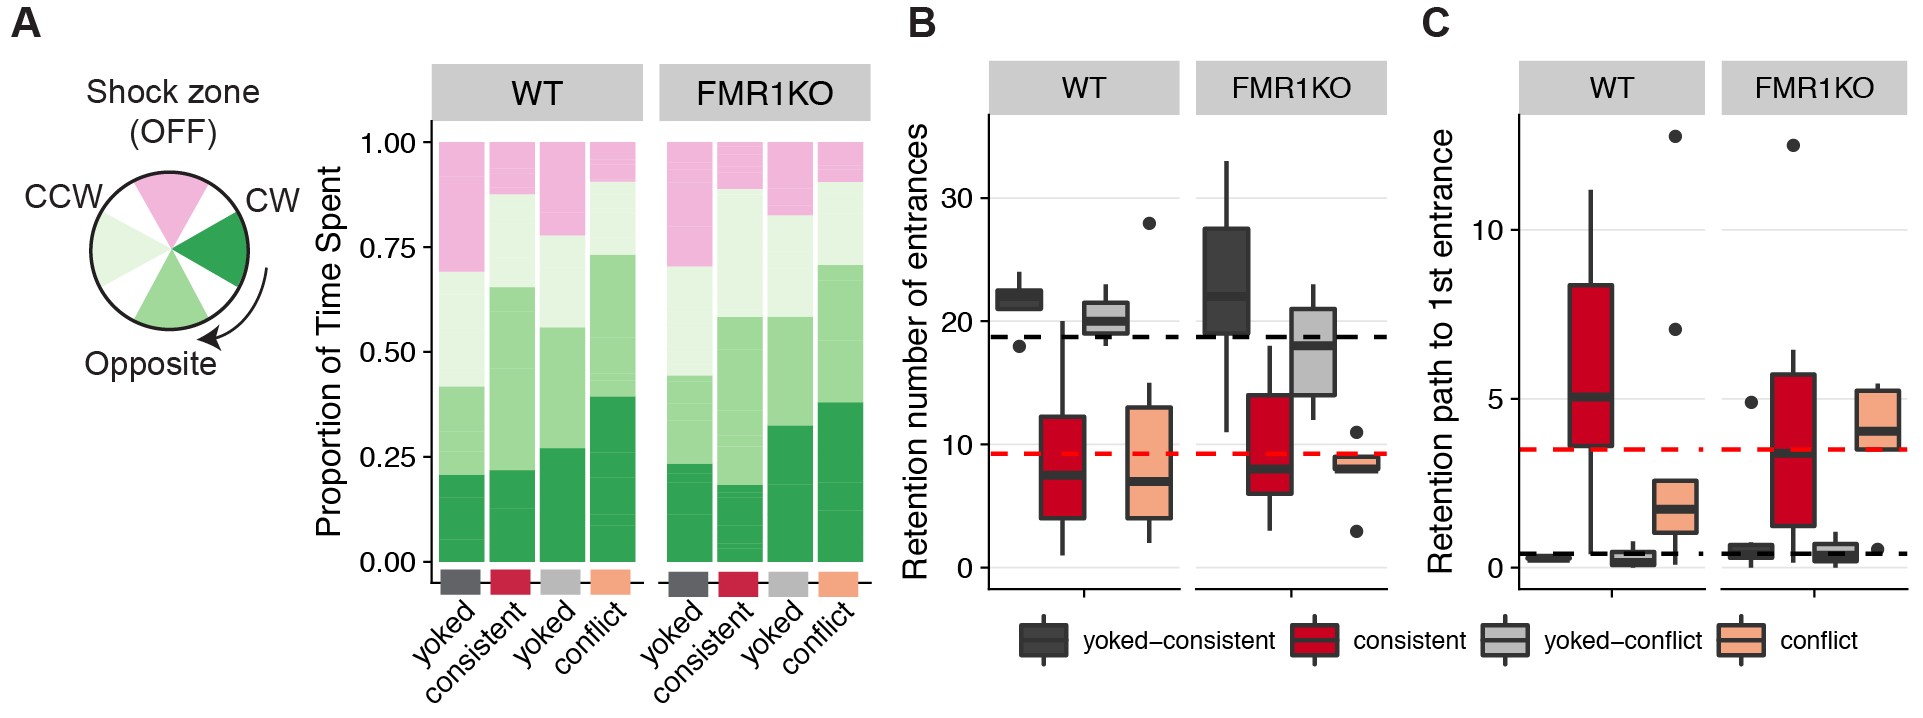 A
Shock zone
(OFF)
CCW
CW
Opposite
Proportion of Time Spent
1.00
0.75
0.50
0.25
0.00
WT
FMR1KO
yoked
consistent
yoked
conflict
yoked
consistent
yoked
conflict
B
Retention number of entrances
30
20
10
0
WT
FMR1KO
C
Retention path to 1st entrance
10
5
0
WT
FMR1KO
yoked−consistent
consistent
yoked−conflict
conflict